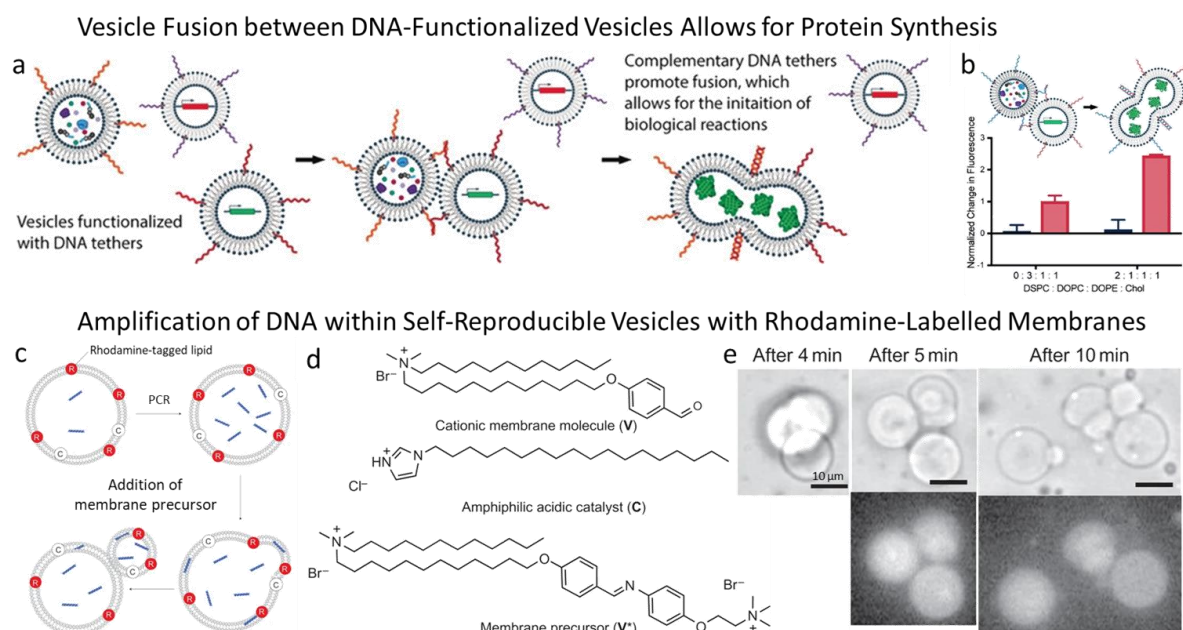 Vesicle Fusion between DNA-Functionalized Vesicles Allows for Protein Synthesis
a
Vesicles functionalized
with DNA tethers
Complementary DNA tethers
promote fusion, which
allows for the initaition of
biological reactions
b
Normalized Change in Fluorescence
3
2
1
0
-1
0 : 3 : 1 : 1
2 : 1 : 1 : 1
DSPC : DOPC : DOPE : Chol
Amplification of DNA within Self-Reproducible Vesicles with Rhodamine-Labelled Membranes
c
Rhodamine-tagged lipid
R
R
R
R
C
C
PCR
R
R
R
R
C
C
Addition of
membrane precursor
C
R
R
C
R
R
C
R
R
C
R
d
N+
Br–
O
O
Cationic membrane molecule (V)
HN+
N
Cl–
Amphiphilic acidic catalyst (C)
N+
Br–
O
N
O
N+
Br–
Membrane precursor (V*)
e
After 4 min
After 5 min
After 10 min
10 μm